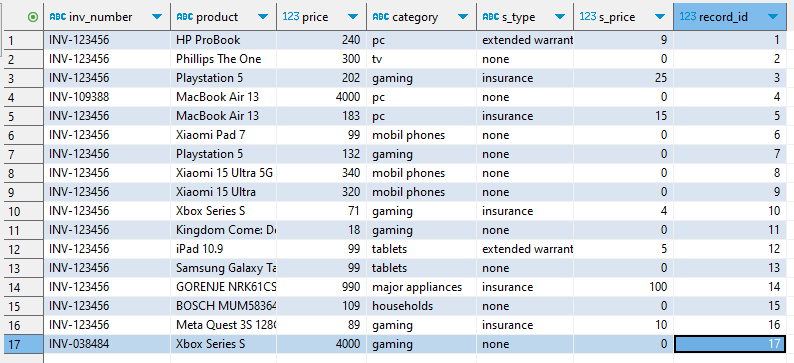 ABC inv_number ABC product 123 price ABC category ABC s_type 123 s_price 123 record_id
1 INV-123456 HP ProBook 240 pc extended warrant 9 1
2 INV-123456 Phillips The One 300 tv none 0 2
3 INV-123456 Playstation 5 202 gaming insurance 25 3
4 INV-109388 MacBook Air 13 4000 pc none 0 4
5 INV-123456 MacBook Air 13 183 pc insurance 15 5
6 INV-123456 Xiaomi Pad 7 99 mobil phones none 0 6
7 INV-123456 Playstation 5 132 gaming none 0 7
8 INV-123456 Xiaomi 15 Ultra 5G 340 mobil phones none 0 8
9 INV-123456 Xiaomi 15 Ultra 320 mobil phones none 0 9
10 INV-123456 Xbox Series S 71 gaming insurance 4 10
11 INV-123456 Kingdom Come: De 18 gaming none 0 11
12 INV-123456 iPad 10.9 99 tablets extended warrant 5 12
13 INV-123456 Samsung Galaxy Ta 99 tablets none 0 13
14 INV-123456 GORENJE NRK61CS 990 major appliances insurance 100 14
15 INV-123456 BOSCH MUM58364 109 households none 0 15
16 INV-123456 Meta Quest 3S 128G 89 gaming insurance 10 16
17 INV-038484 Xbox Series S 4000 gaming none 0 17